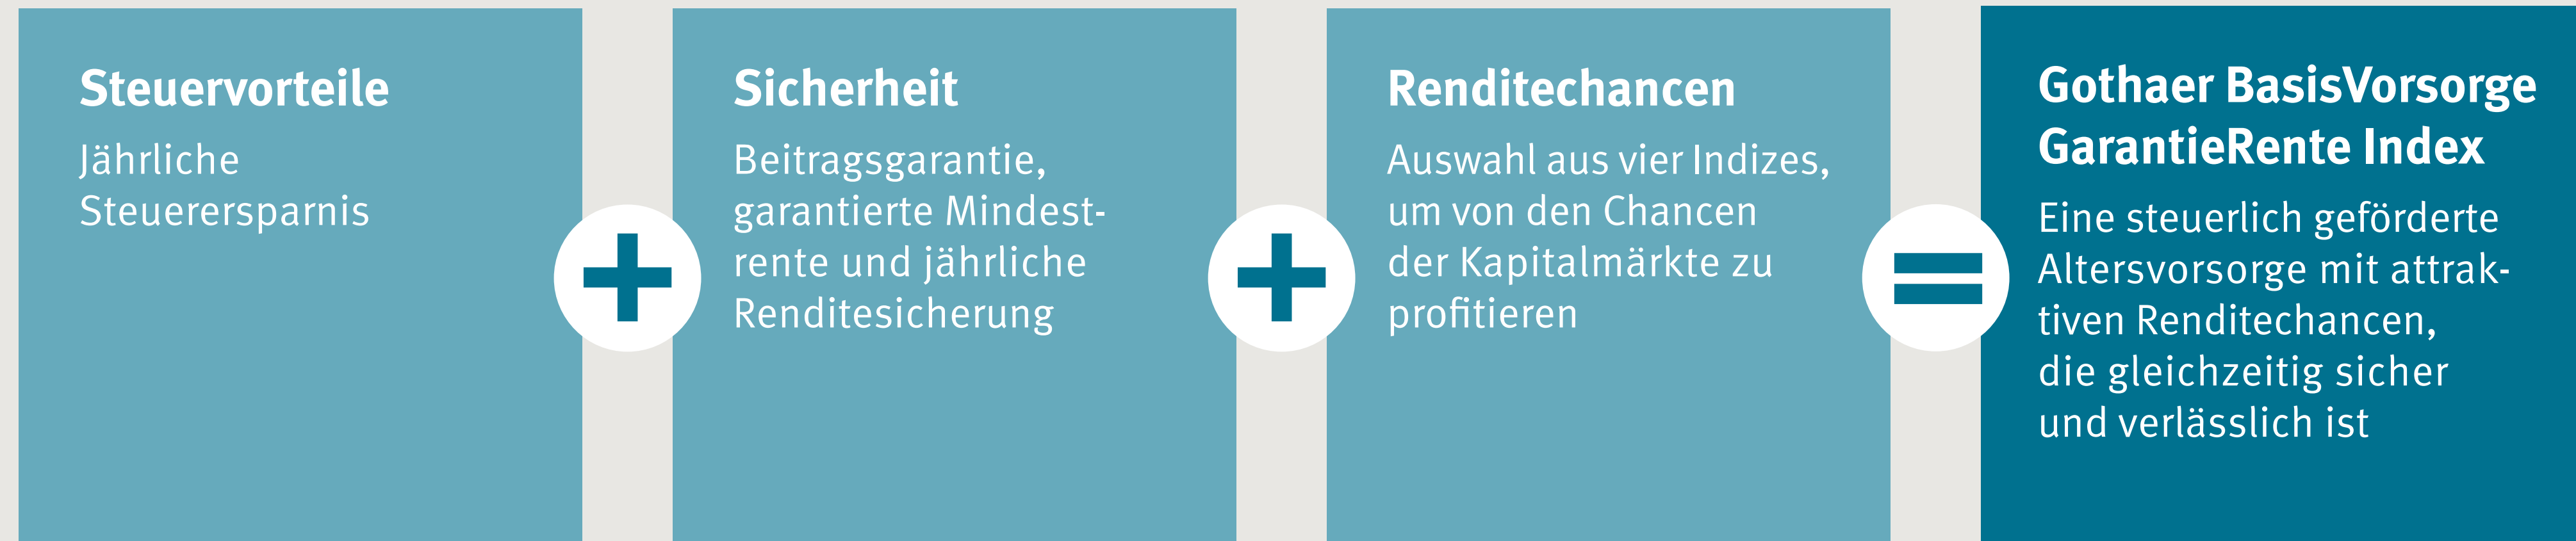 Steuervorteile
Jährliche
Steuerersparnis
+
Sicherheit
Beitragsgarantie,
garantierte Mindest-
rente und jährliche
Renditesicherung
+
Renditechancen
Auswahl aus vier Indizes,
um von den Chancen
der Kapitalmärkte zu
profitieren
=
Gothaer BasisVorsorge
GarantieRente Index
Eine steuerlich geförderte
Altersvorsorge mit attrak-
tiven Renditechancen,
die gleichzeitig sicher
und verlässlich ist